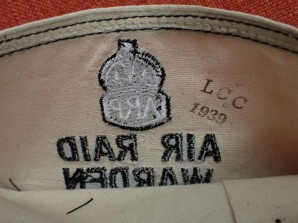 ARP
LCC
1939
AIR RAID
WARDEN